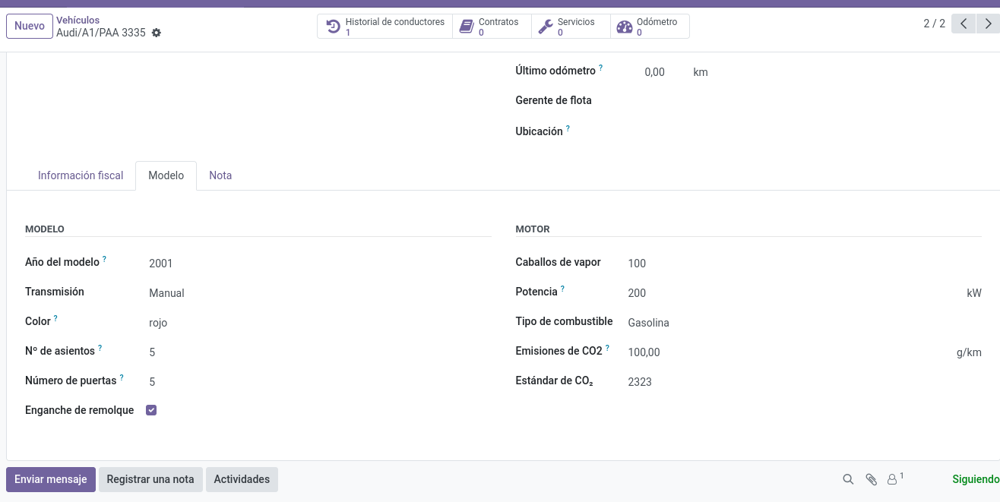 Nuevo
Vehículos
Audi/A1/PAA 3335
Historial de conductores
1
Contratos
0
Servicios
0
Odómetro
0
2 / 2
Último odómetro ? 0,00 km
Gerente de flota
Ubicación ?
Información fiscal Modelo Nota
MODELO
Año del modelo ? 2001
Transmisión Manual
Color ? rojo
Nº de asientos ? 5
Número de puertas ? 5
Enganche de remolque
MOTOR
Caballos de vapor 100
Potencia ? 200 kW
Tipo de combustible Gasolina
Emisiones de CO2 ? 100,00 g/km
Estándar de CO₂ 2323
Enviar mensaje Registrar una nota Actividades 1 Siguiendo